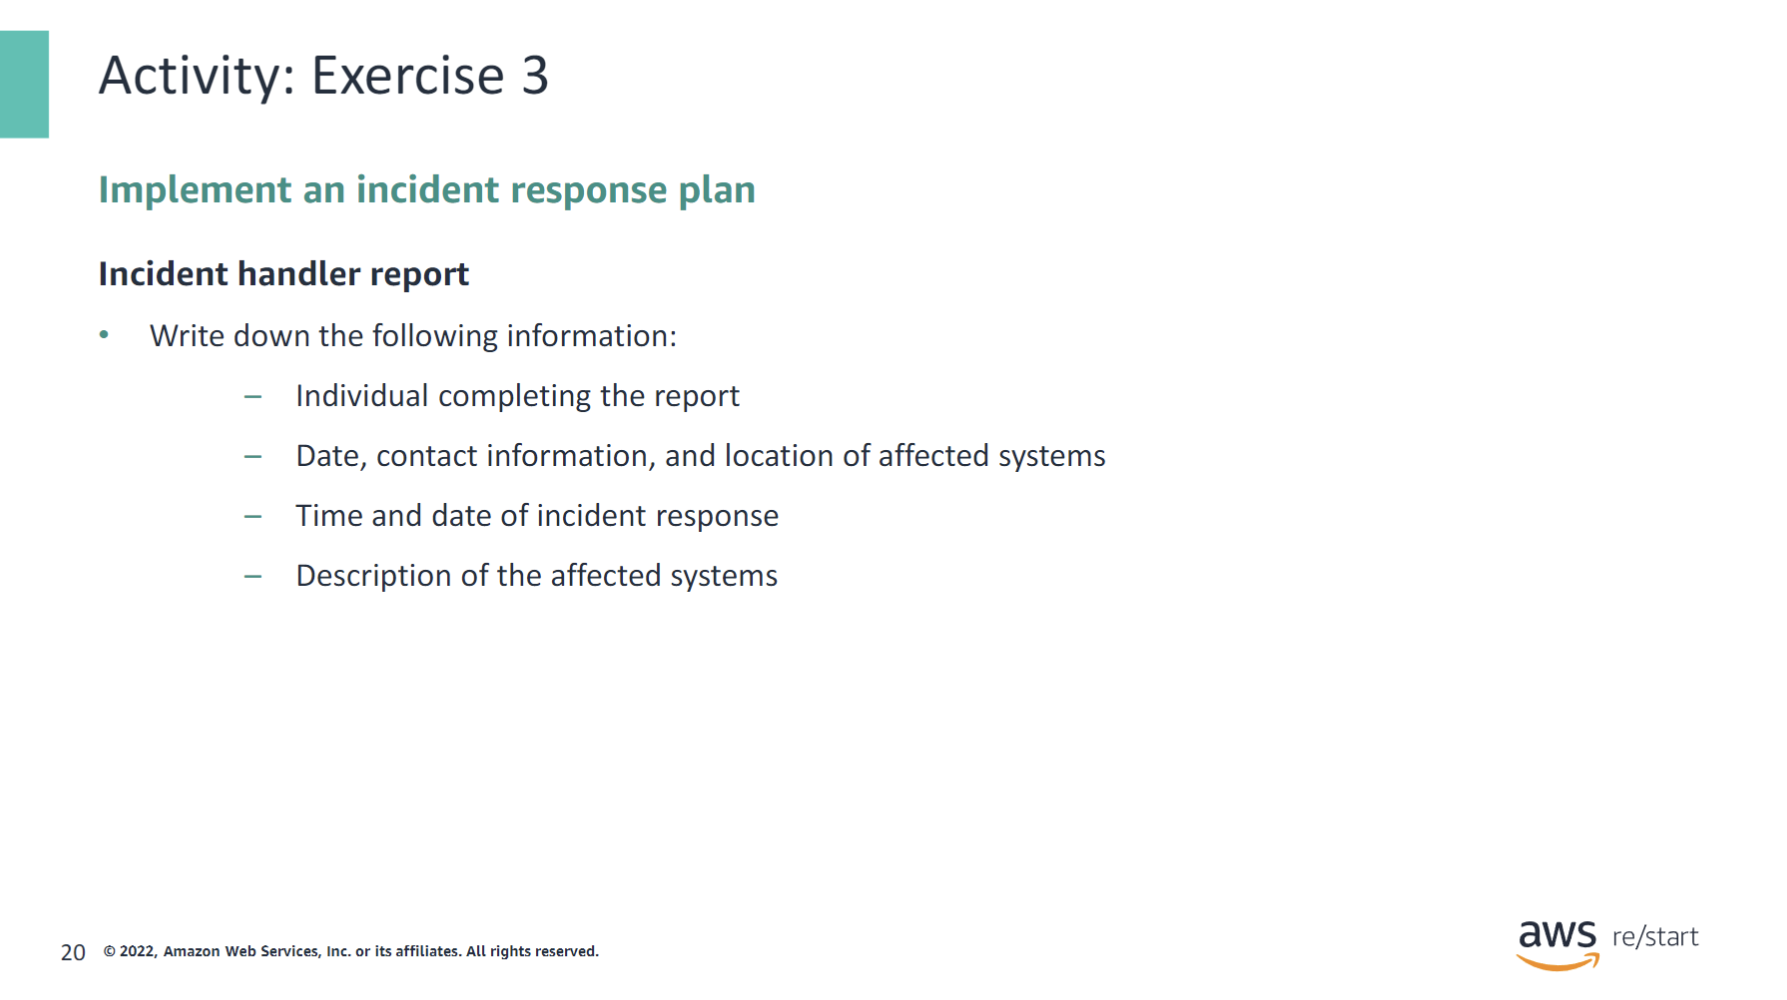 Activity: Exercise 3
Implement an incident response plan
Incident handler report
• Write down the following information:
– Individual completing the report
– Date, contact information, and location of affected systems
– Time and date of incident response
– Description of the affected systems
20 © 2022, Amazon Web Services, Inc. or its affiliates. All rights reserved.
aws re/start